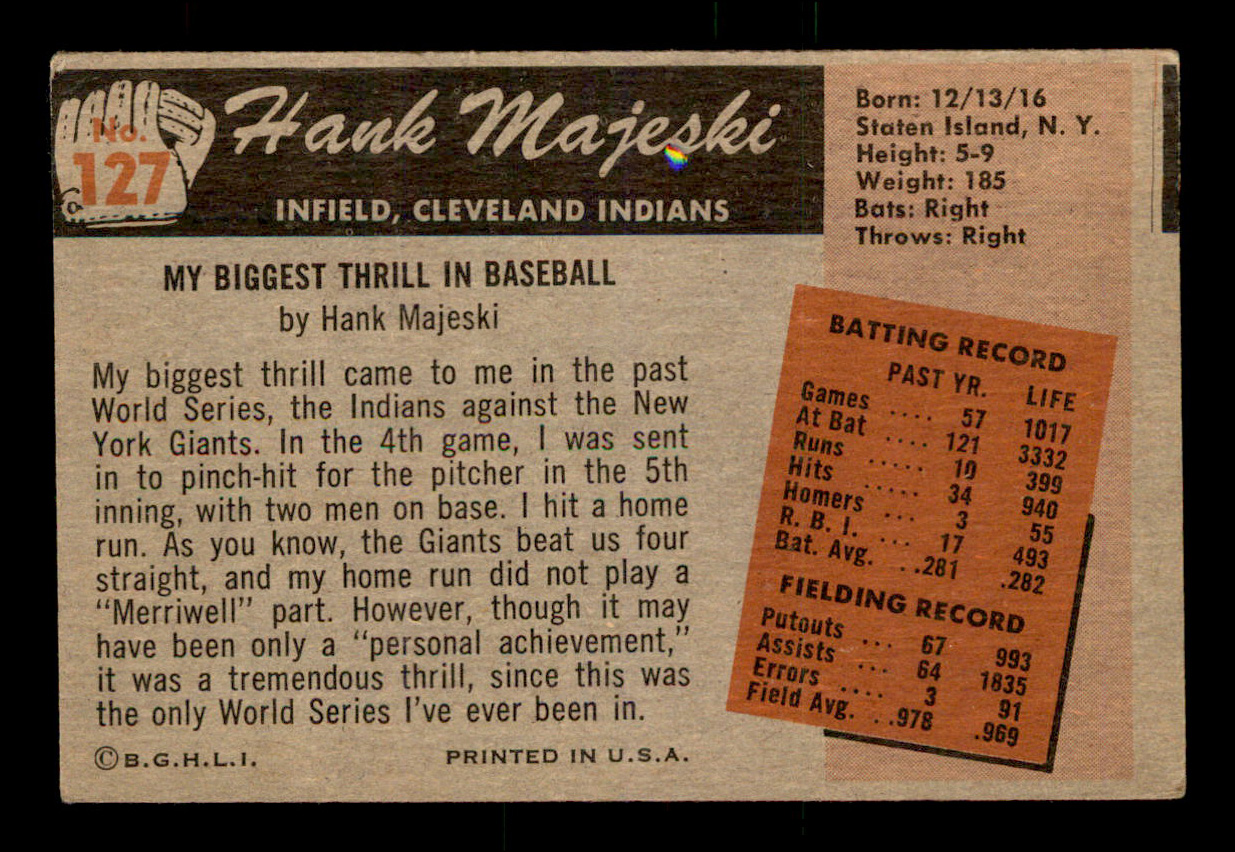 No.
127
Hank Majeski
INFIELD, CLEVELAND INDIANS
Born: 12/13/16
Staten Island, N. Y.
Height: 5-9
Weight: 185
Bats: Right
Throws: Right
MY BIGGEST THRILL IN BASEBALL
by Hank Majeski
My biggest thrill came to me in the past
World Series, the Indians against the New
York Giants. In the 4th game, I was sent
in to pinch-hit for the pitcher in the 5th
inning, with two men on base. I hit a home
run. As you know, the Giants beat us four
straight, and my home run did not play a
"Merriwell" part. However, though it may
have been only a "personal achievement,"
it was a tremendous thrill, since this was
the only World Series I've ever been in.
© B.G.H.L.I.
PRINTED IN U.S.A.
BATTING RECORD
PAST YR. LIFE
Games .... 57 1017
At Bat .... 121 3332
Runs ..... 10 399
Hits ..... 34 940
Homers ... 3 55
R. B. I. ... 17 493
Bat. Avg. ..281 .282
FIELDING RECORD
Putouts ... 67 993
Assists ... 64 1835
Errors .... 3 91
Field Avg. ..978 .969